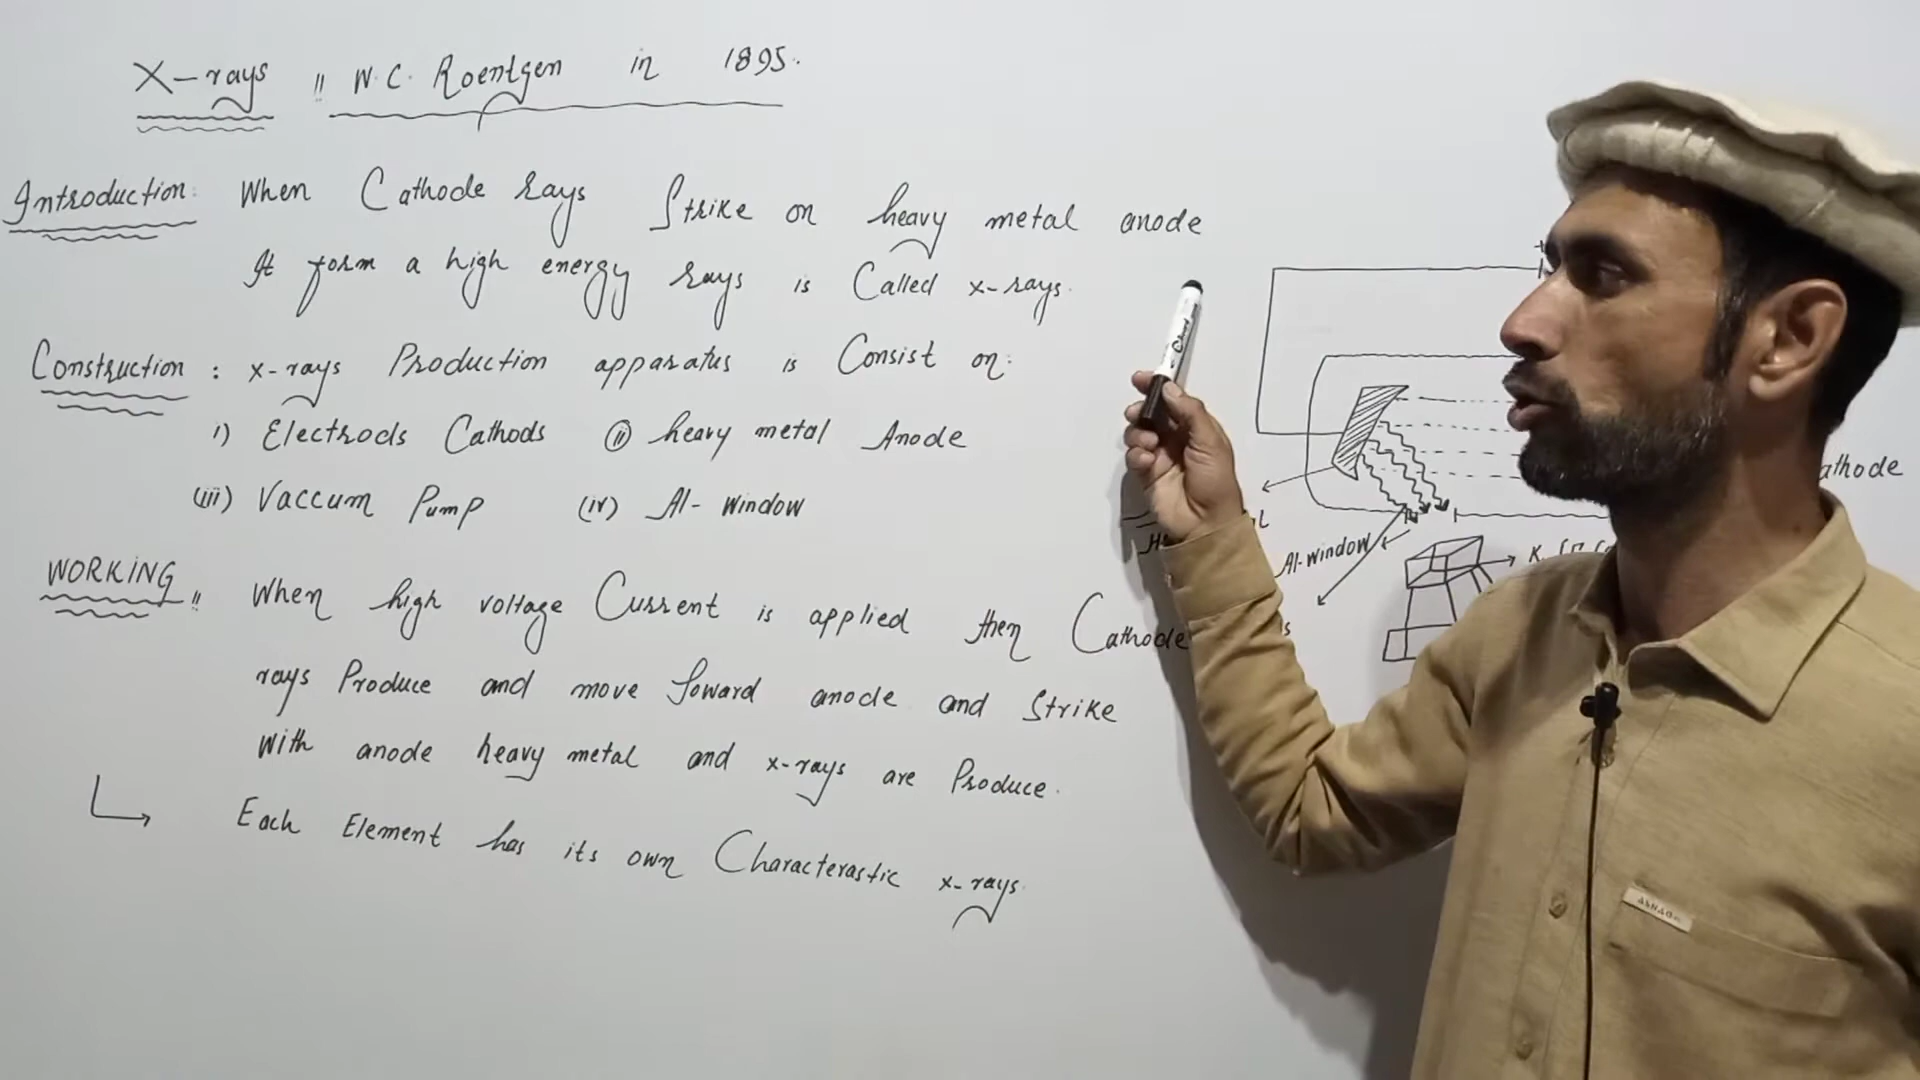 X-rays " W.C. Roentgen in 1895.
Introduction: When Cathode rays Strike on heavy metal anode
It form a high energy rays is Called x-rays.
Construction: x-rays Production apparatus is Consist on:
i) Electrods Cathods (ii) heavy metal Anode
(iii) Vaccum Pump (iv) Al- Window
WORKING " When high voltage Current is applied then Cathode
rays Produce and move Toward anode and Strike
With anode heavy metal and x-rays are Produce.
Each Element has its own Characterastic x-rays.
athode
Al-window